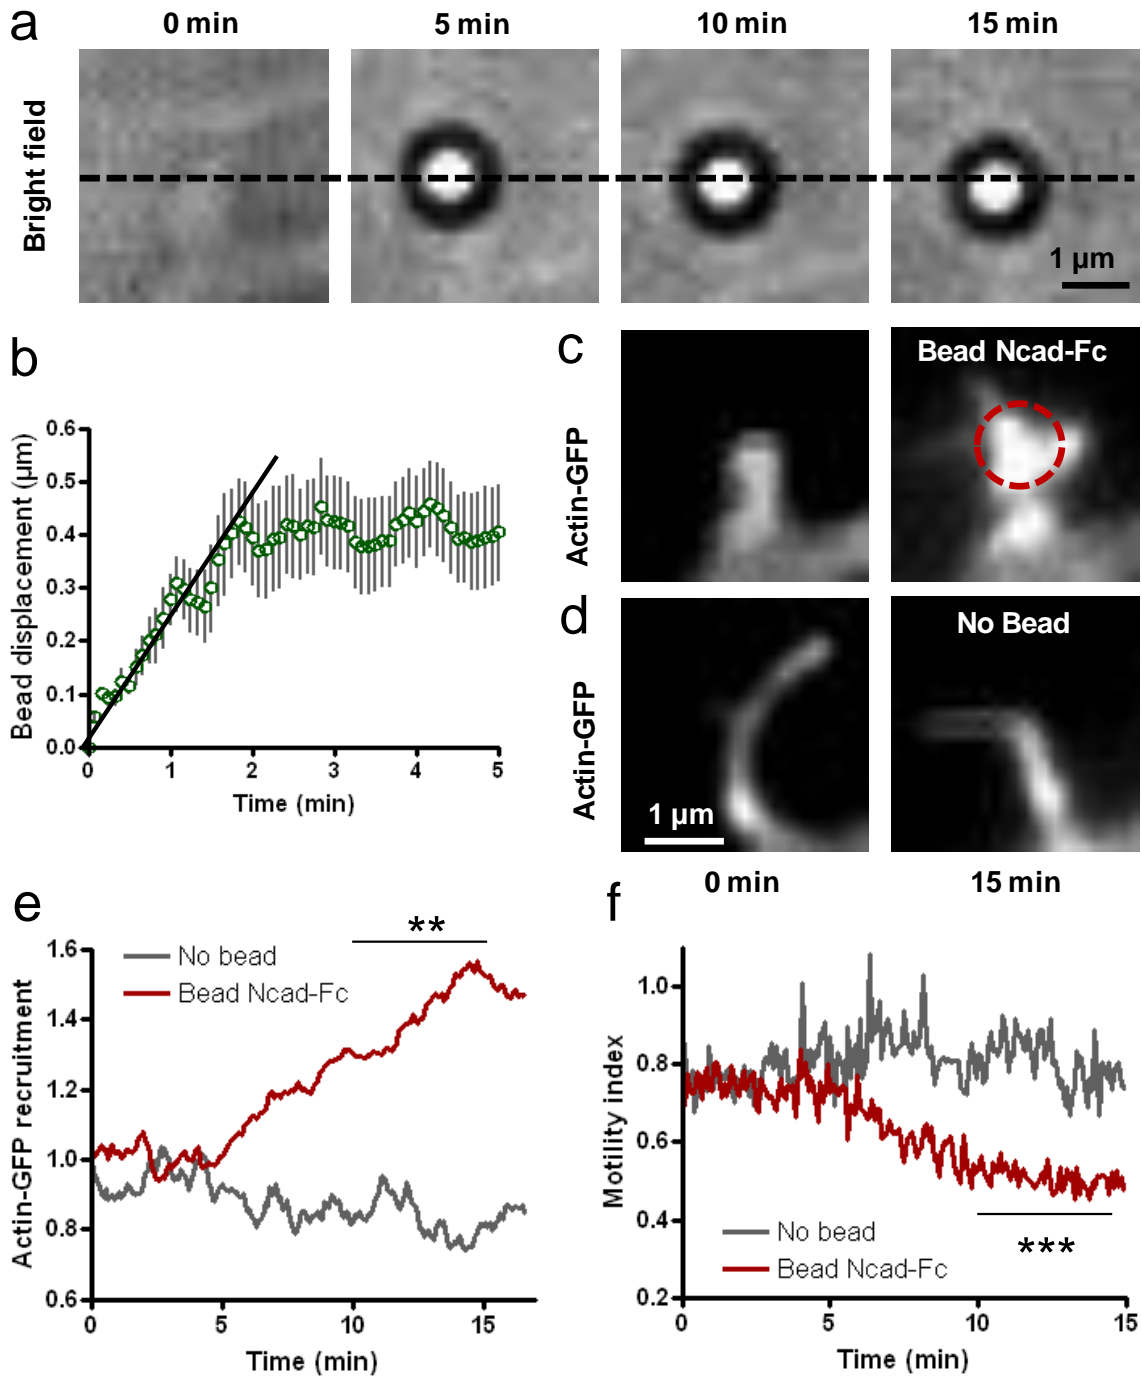 a
0 min
5 min
10 min
15 min
Bright field
1 µm
b
Bead displacement (µm)
0.6
0.5
0.4
0.3
0.2
0.1
0.0
0
1
2
3
4
5
Time (min)
c
Actin-GFP
Bead Ncad-Fc
d
Actin-GFP
No Bead
1 µm
0 min
15 min
e
Actin-GFP recruitment
1.6
1.4
1.2
1.0
0.8
0.6
No bead
Bead Ncad-Fc
**
0
5
10
15
Time (min)
f
Motility index
1.0
0.8
0.6
0.4
0.2
No bead
Bead Ncad-Fc
***
0
5
10
15
Time (min)